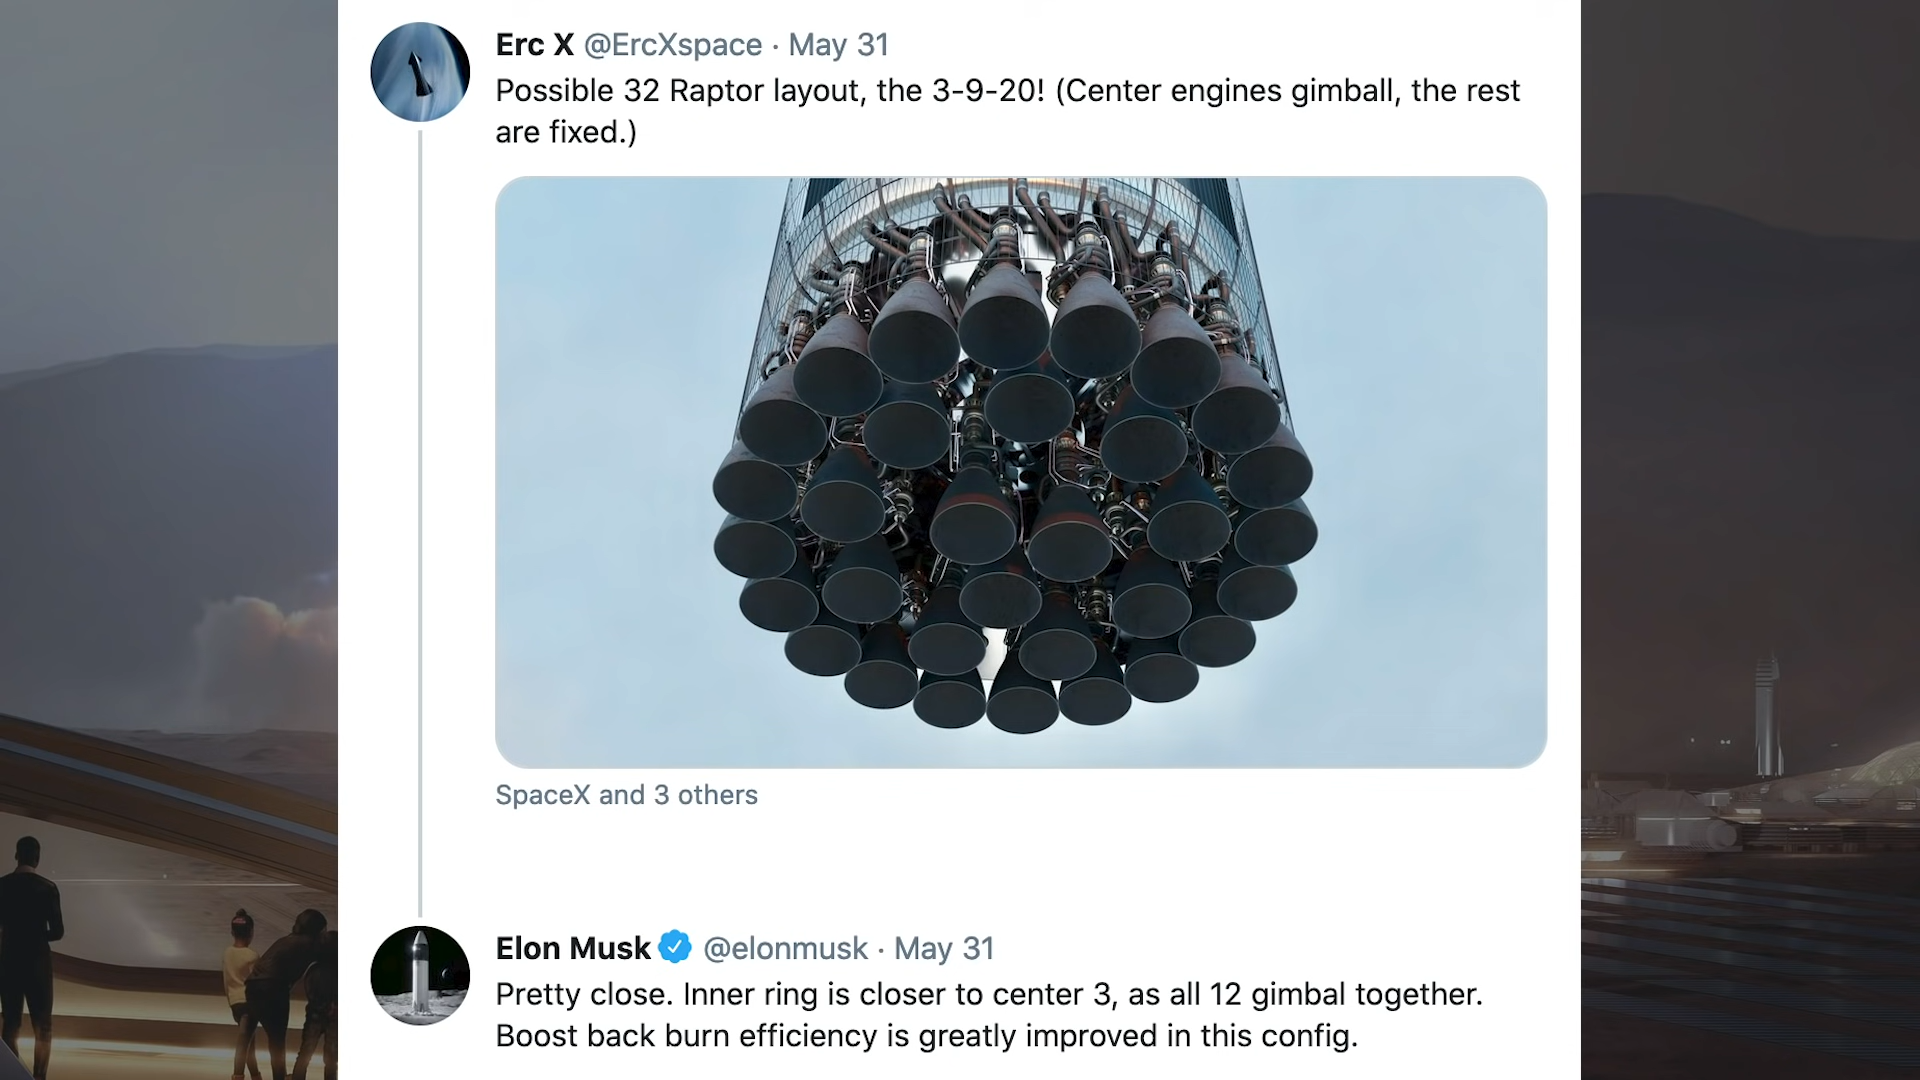 Erc X @ErcXspace · May 31
Possible 32 Raptor layout, the 3-9-20! (Center engines gimball, the rest
are fixed.)
SpaceX and 3 others
Elon Musk @elonmusk · May 31
Pretty close. Inner ring is closer to center 3, as all 12 gimbal together.
Boost back burn efficiency is greatly improved in this config.